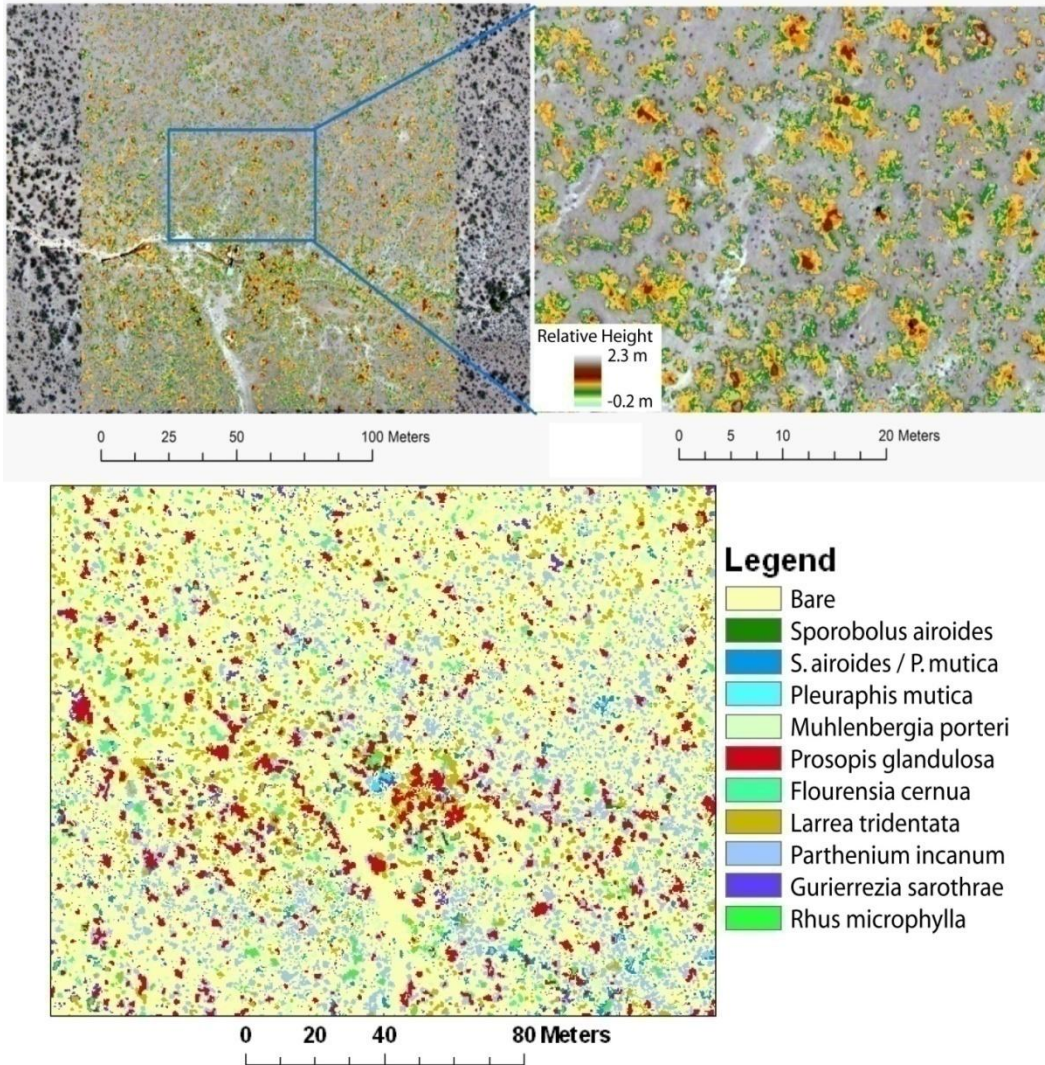 Relative Height
2.3 m
-0.2 m
0 25 50 100 Meters
0 5 10 20 Meters
Legend
Bare
Sporobolus airoides
S. airoides / P. mutica
Pleuraphis mutica
Muhlenbergia porteri
Prosopis glandulosa
Flourensia cernua
Larrea tridentata
Parthenium incanum
Gurierrezia sarothrae
Rhus microphylla
0 20 40 80 Meters